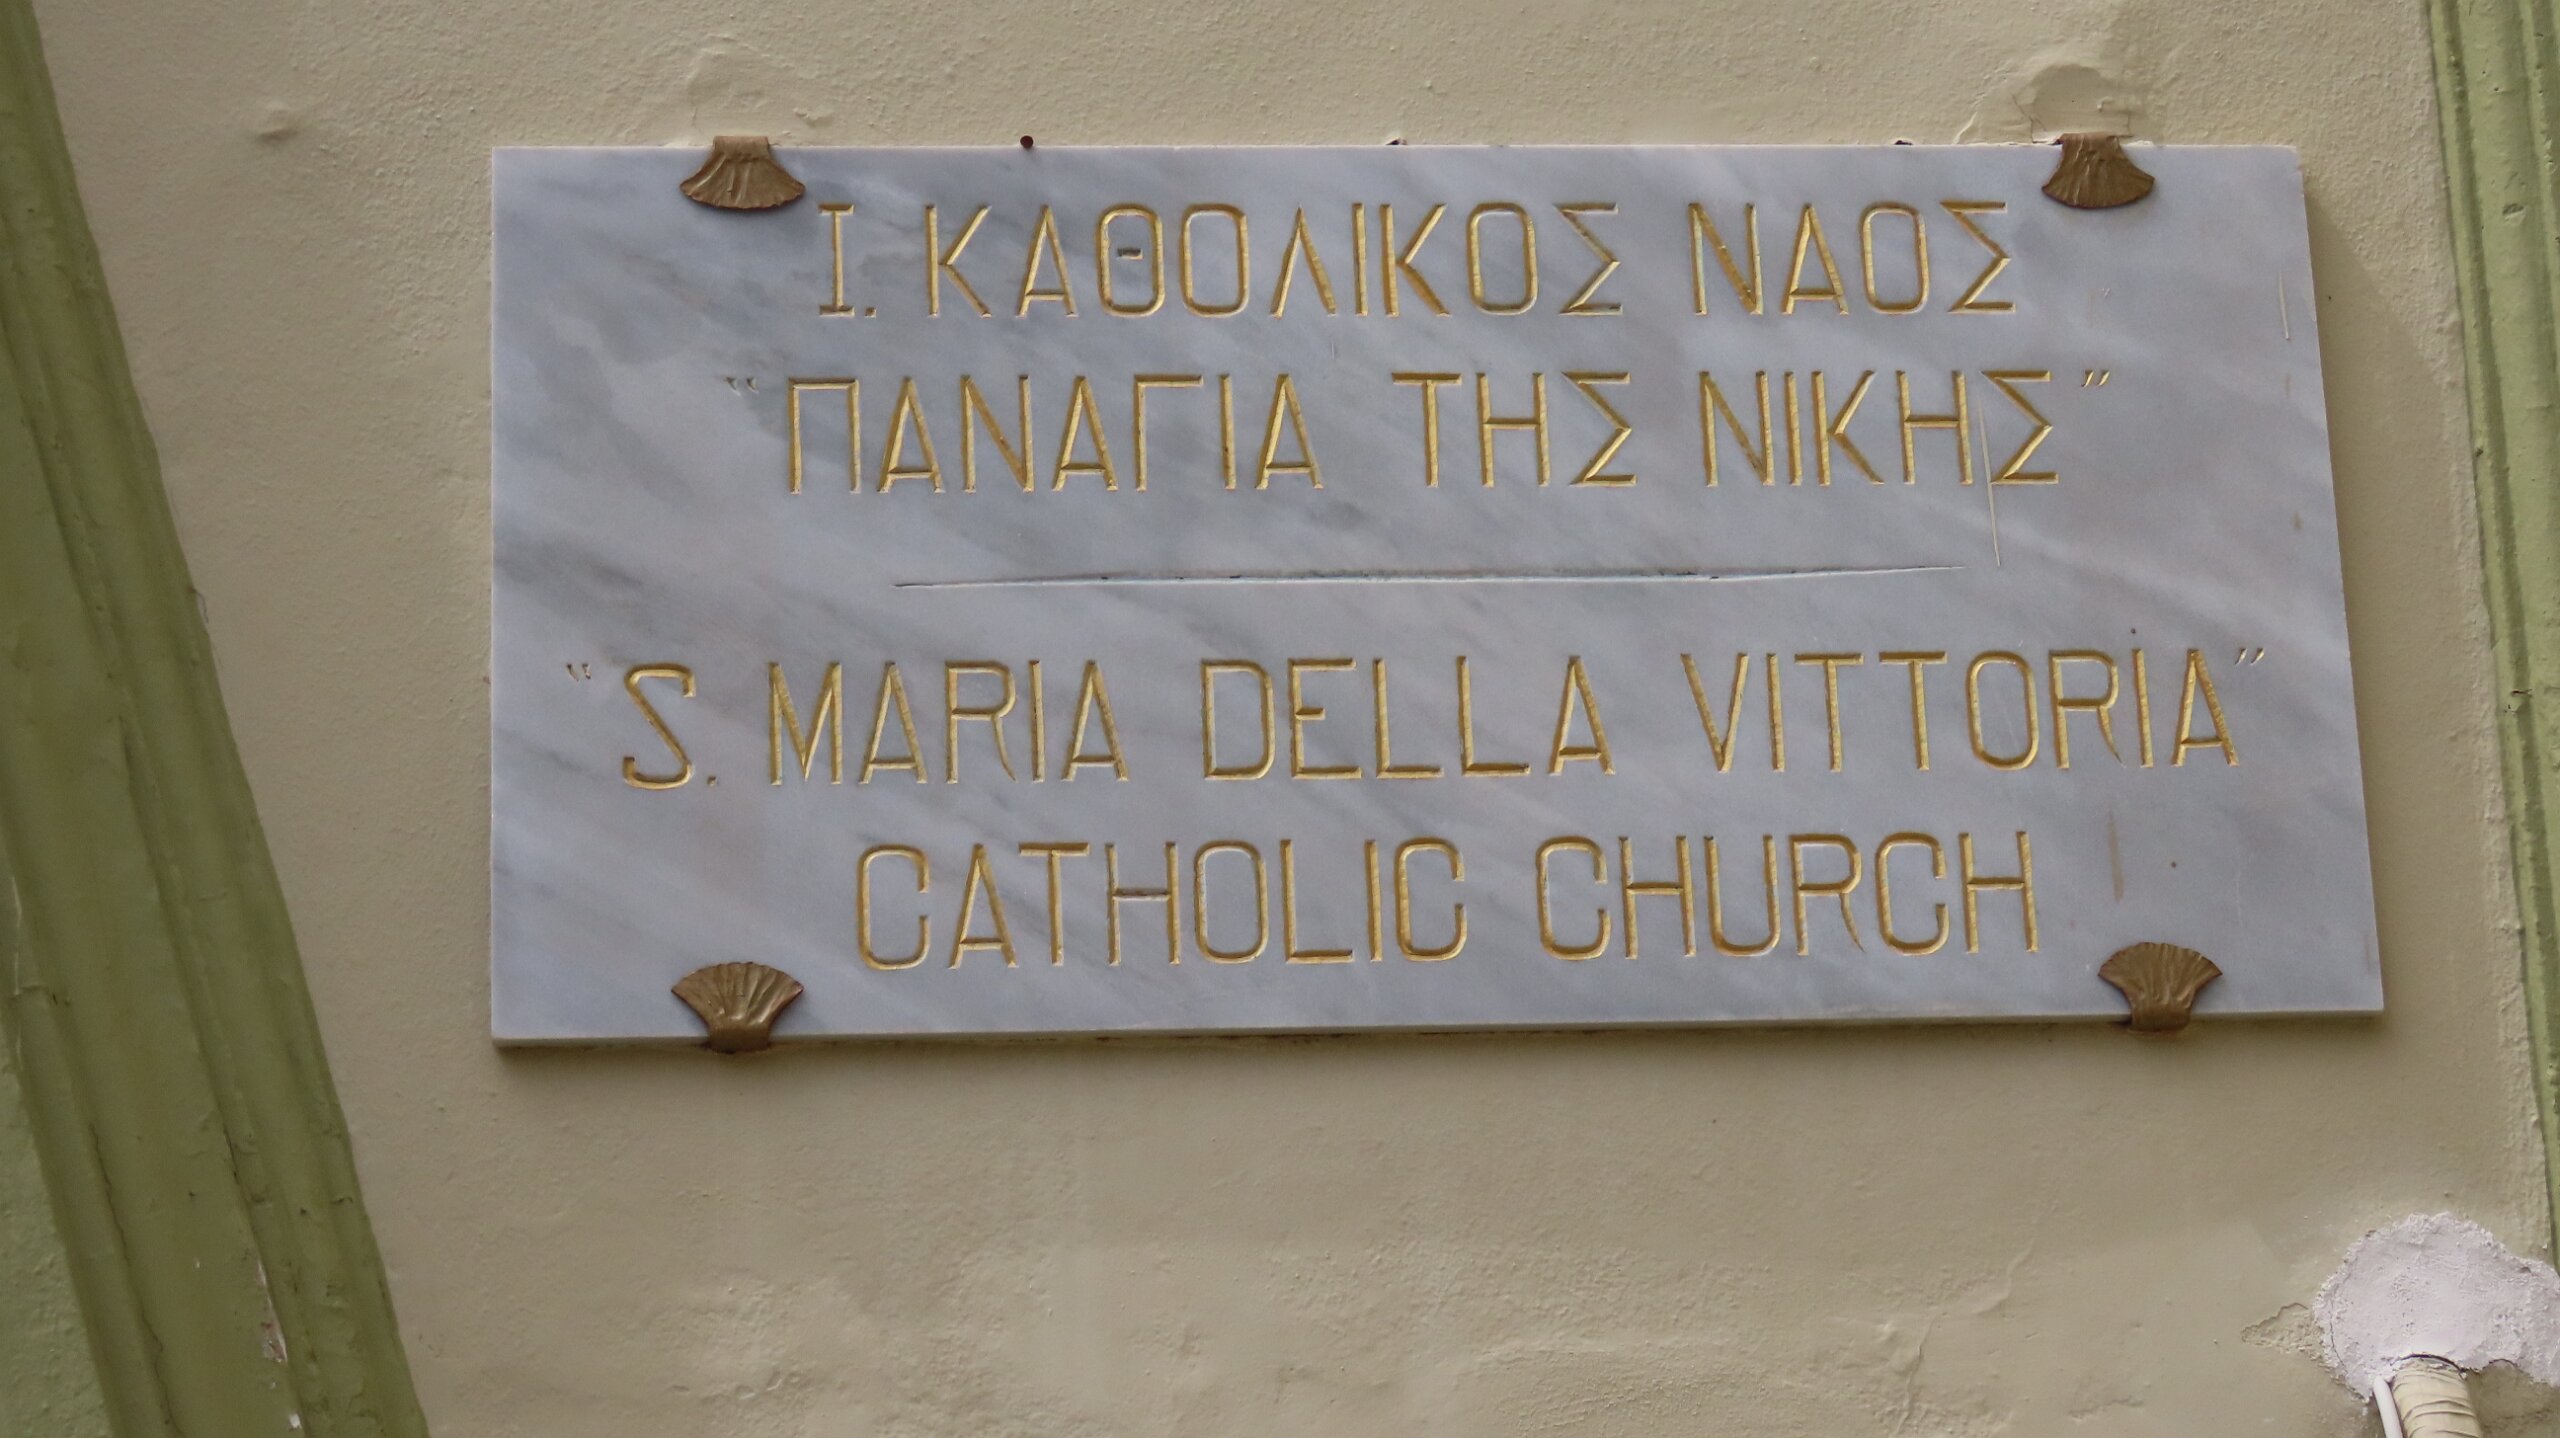 Ι. ΚΑΘΟΛΙΚΟΣ ΝΑΟΣ
“ΠΑΝΑΓΙΑ ΤΗΣ ΝΙΚΗΣ”
“S. MARIA DELLA VITTORIA”
CATHOLIC CHURCH